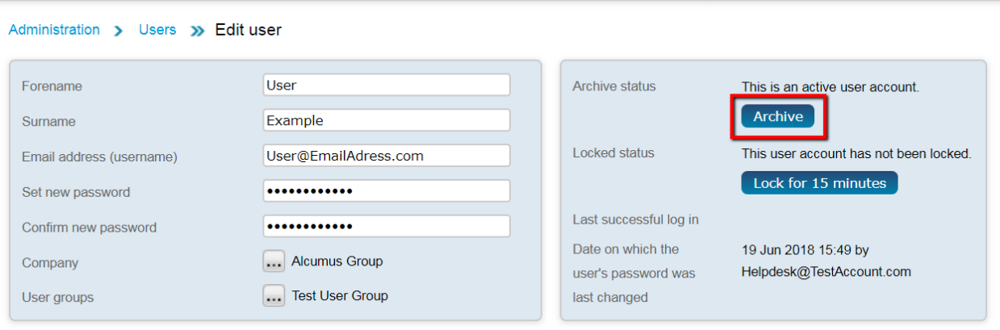 Administration > Users >> Edit user
Forename User
Surname Example
Email address (username) User@EmailAdress.com
Set new password ••••••••••••
Confirm new password ••••••••••••
Company ... Alcumus Group
User groups ... Test User Group
Archive status This is an active user account.
Archive
Locked status This user account has not been locked.
Lock for 15 minutes
Last successful log in
Date on which the 19 Jun 2018 15:49 by
user's password was Helpdesk@TestAccount.com
last changed